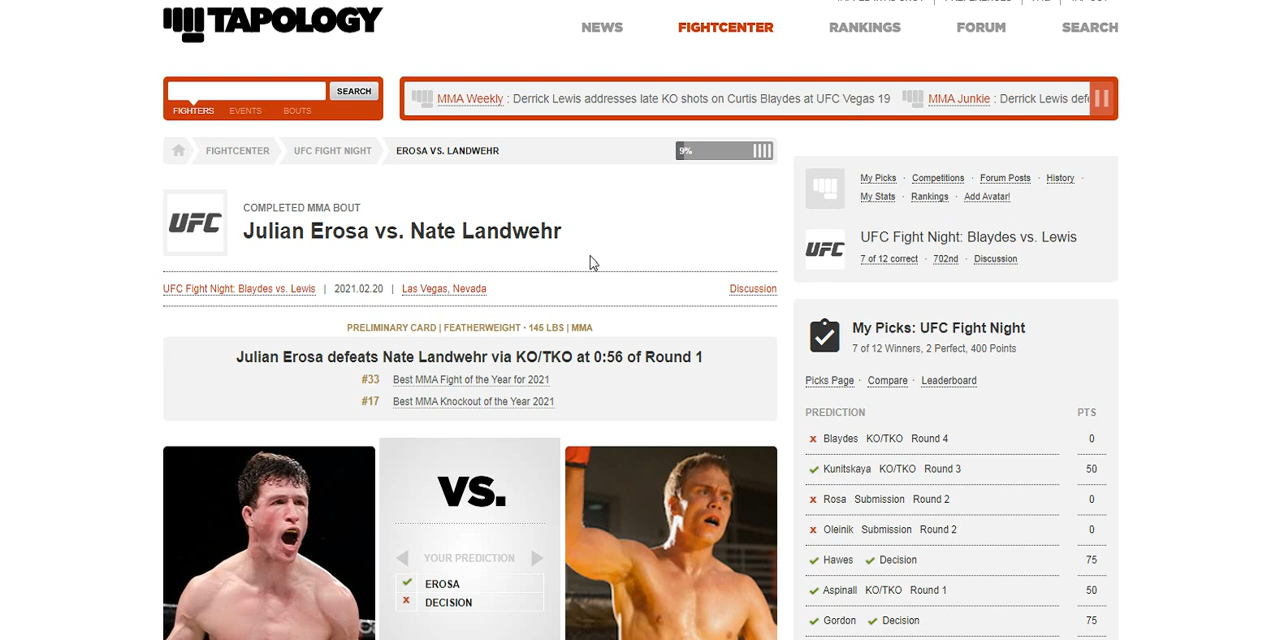 TAPOLOGY
NEWS
FIGHTCENTER
RANKINGS
FORUM
SEARCH
SEARCH
FIGHTERS
EVENTS
BOUTS
MMA Weekly : Derrick Lewis addresses late KO shots on Curtis Blaydes at UFC Vegas 19
MMA Junkie : Derrick Lewis defe
FIGHTCENTER
UFC FIGHT NIGHT
EROSA VS. LANDWEHR
9%
UFC
COMPLETED MMA BOUT
Julian Erosa vs. Nate Landwehr
UFC Fight Night: Blaydes vs. Lewis | 2021.02.20 | Las Vegas, Nevada
Discussion
PRELIMINARY CARD | FEATHERWEIGHT · 145 LBS | MMA
Julian Erosa defeats Nate Landwehr via KO/TKO at 0:56 of Round 1
#33 Best MMA Fight of the Year for 2021
#17 Best MMA Knockout of the Year 2021
VS.
YOUR PREDICTION
EROSA
DECISION
My Picks · Competitions · Forum Posts · History ·
My Stats · Rankings · Add Avatar!
UFC
UFC Fight Night: Blaydes vs. Lewis
7 of 12 correct · 702nd · Discussion
My Picks: UFC Fight Night
7 of 12 Winners, 2 Perfect, 400 Points
Picks Page · Compare · Leaderboard
PREDICTION PTS
x Blaydes KO/TKO Round 4 0
✓ Kunitskaya KO/TKO Round 3 50
x Rosa Submission Round 2 0
x Oleinik Submission Round 2 0
✓ Hawes ✓ Decision 75
✓ Aspinall KO/TKO Round 1 50
✓ Gordon ✓ Decision 75